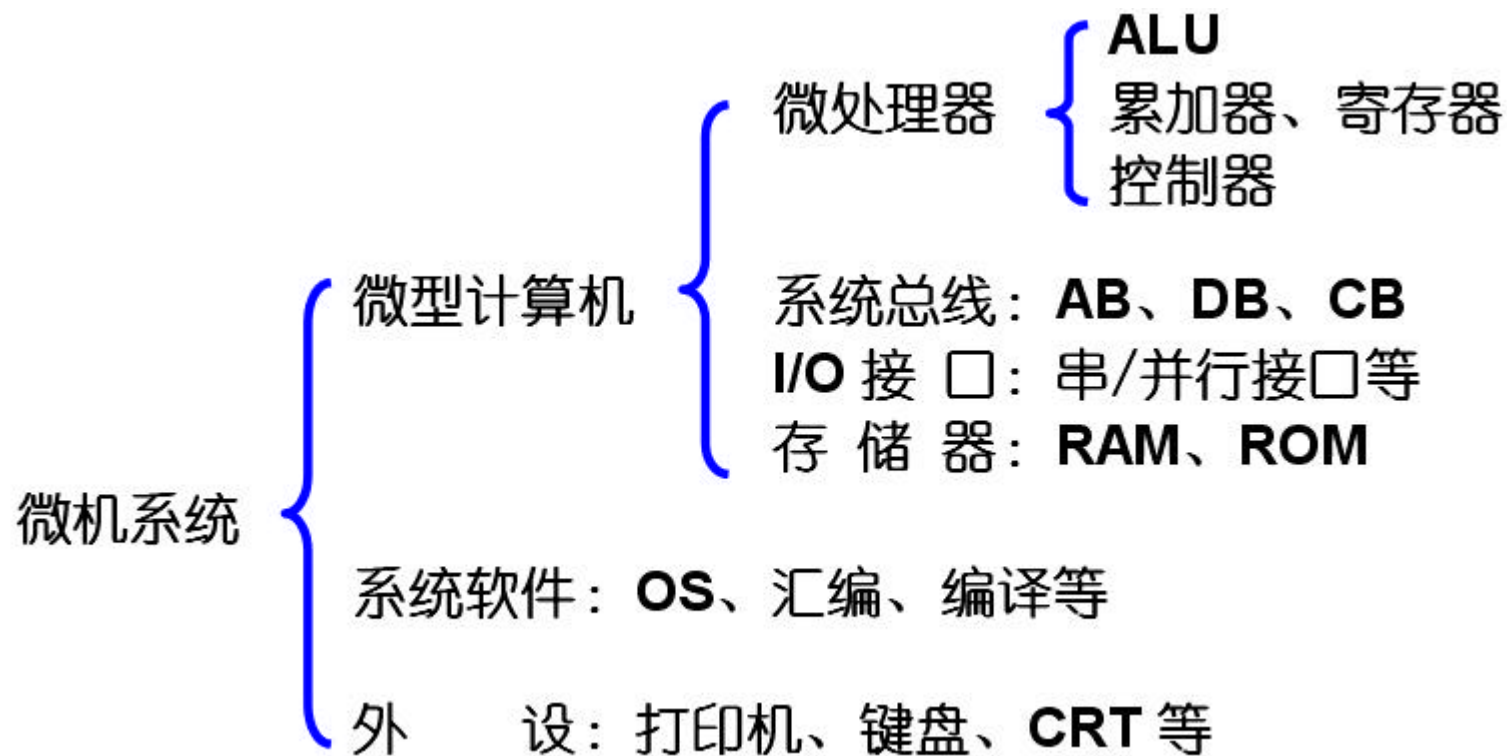 ALU
微处理器
累加器、寄存器
控制器
微型计算机
系统总线：AB、DB、CB
I/O 接 口：串/并行接口等
存 储 器：RAM、ROM
微机系统
系统软件：OS、汇编、编译等
外 设：打印机、键盘、CRT 等